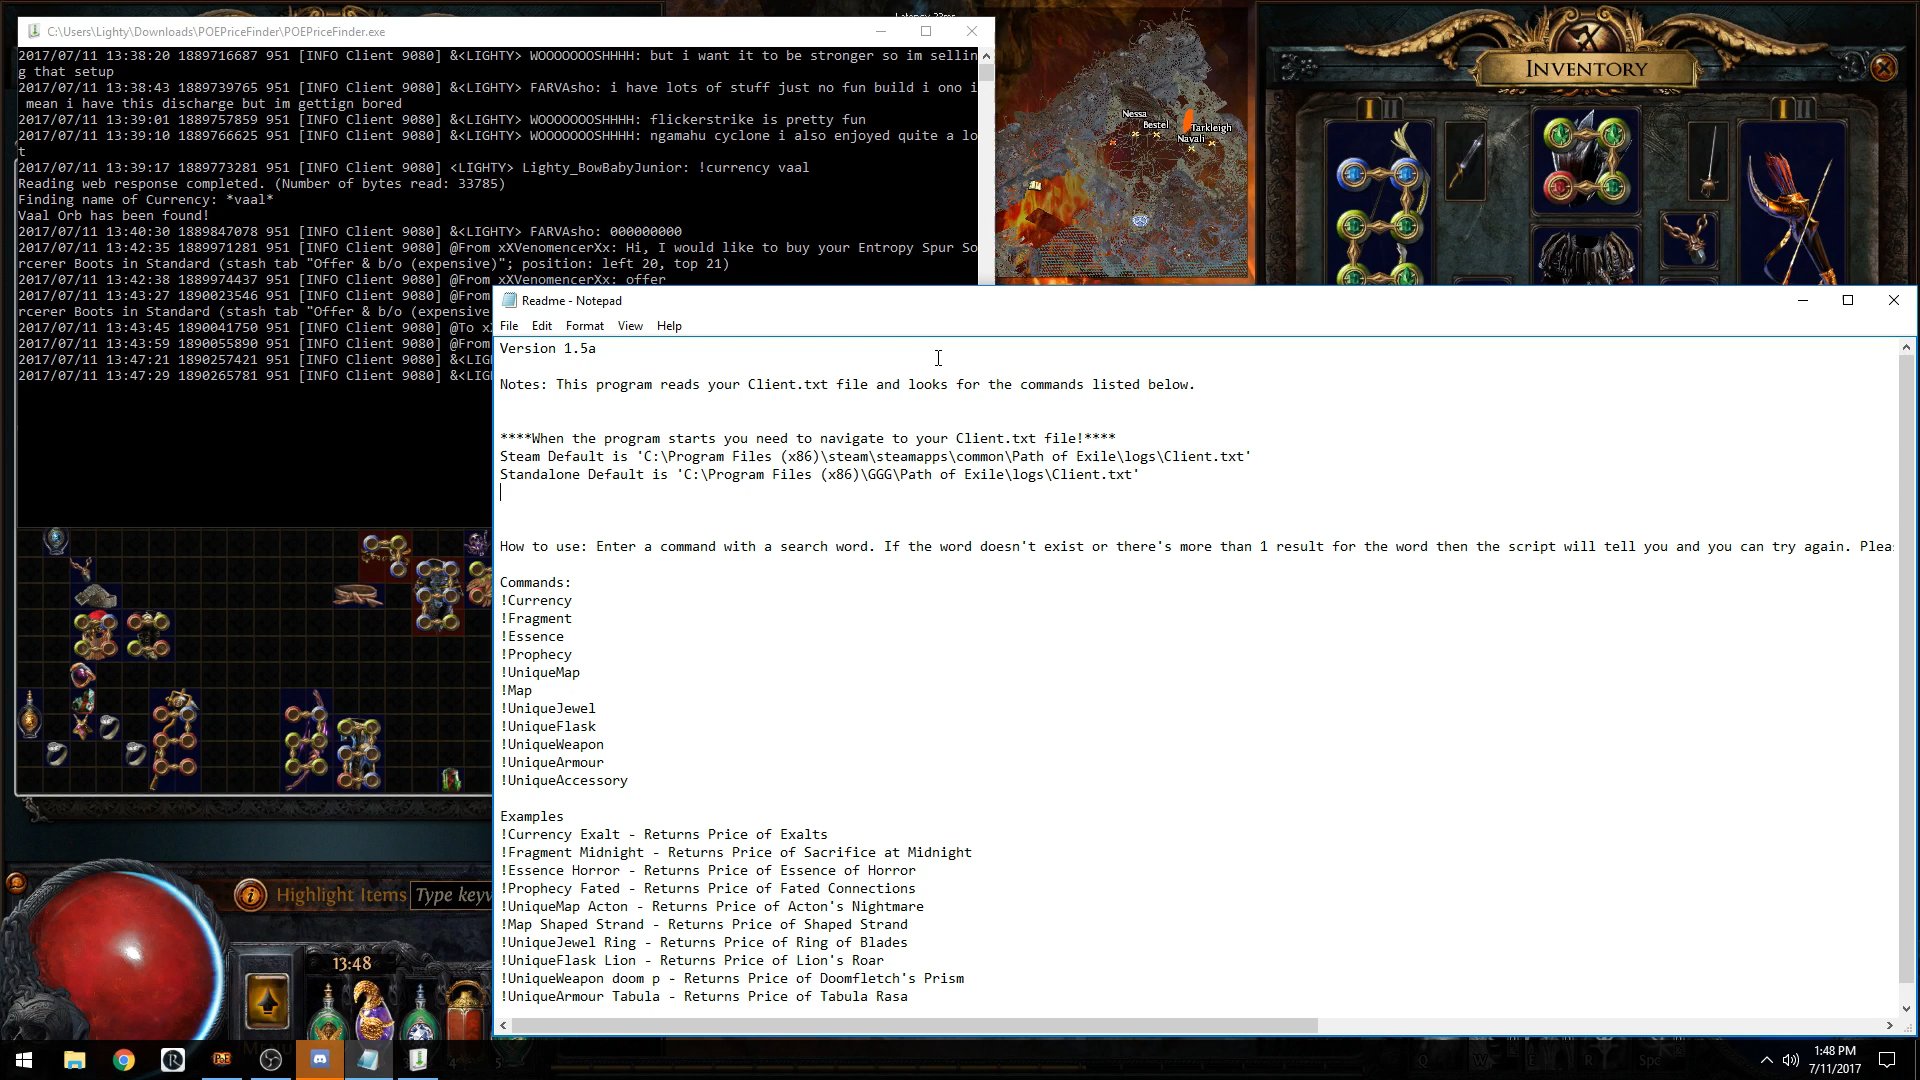 C:\Users\Lighty\Downloads\POEPriceFinder\POEPriceFinder.exe
2017/07/11 13:38:20 1889716687 951 [INFO Client 9080] &<LIGHTY> WOOOOOOOSHHHH: but i want it to be stronger so im sellin
g that setup
2017/07/11 13:38:43 1889739765 951 [INFO Client 9080] &<LIGHTY> FARVAsho: i have lots of stuff just no fun build i ono i
mean i have this discharge but im gettign bored
2017/07/11 13:39:01 1889757859 951 [INFO Client 9080] &<LIGHTY> WOOOOOOOSHHHH: flickerstrike is pretty fun
2017/07/11 13:39:10 1889766625 951 [INFO Client 9080] &<LIGHTY> WOOOOOOOSHHHH: ngamahu cyclone i also enjoyed quite a lo
t
2017/07/11 13:39:17 1889773281 951 [INFO Client 9080] <LIGHTY> Lighty_BowBabyJunior: !currency vaal
Reading web response completed. (Number of bytes read: 33785)
Finding name of Currency: *vaal*
Vaal Orb has been found!
2017/07/11 13:40:30 1889847078 951 [INFO Client 9080] &<LIGHTY> FARVAsho: 000000000
2017/07/11 13:42:35 1889971281 951 [INFO Client 9080] @From xXVenomencerXx: Hi, I would like to buy your Entropy Spur So
rcerer Boots in Standard (stash tab "Offer & b/o (expensive)"; position: left 20, top 21)
2017/07/11 13:42:38 1889974437 951 [INFO Client 9080] @From xXVenomencerXx: offer
2017/07/11 13:43:27 1890023546 951 [INFO Client 9080] @From
rcerer Boots in Standard (stash tab "Offer & b/o (expensive
2017/07/11 13:43:45 1890041750 951 [INFO Client 9080] @To x
2017/07/11 13:43:59 1890055890 951 [INFO Client 9080] @From
2017/07/11 13:47:21 1890257421 951 [INFO Client 9080] &<LIG
2017/07/11 13:47:29 1890265781 951 [INFO Client 9080] &<LIG
Nessa
Bestel
Tarkleigh
Navali
INVENTORY
I II
I II
Readme - Notepad
File Edit Format View Help
Version 1.5a
Notes: This program reads your Client.txt file and looks for the commands listed below.
****When the program starts you need to navigate to your Client.txt file!****
Steam Default is 'C:\Program Files (x86)\steam\steamapps\common\Path of Exile\logs\Client.txt'
Standalone Default is 'C:\Program Files (x86)\GGG\Path of Exile\logs\Client.txt'
How to use: Enter a command with a search word. If the word doesn't exist or there's more than 1 result for the word then the script will tell you and you can try again. Plea
Commands:
!Currency
!Fragment
!Essence
!Prophecy
!UniqueMap
!Map
!UniqueJewel
!UniqueFlask
!UniqueWeapon
!UniqueArmour
!UniqueAccessory
Examples
!Currency Exalt - Returns Price of Exalts
!Fragment Midnight - Returns Price of Sacrifice at Midnight
!Essence Horror - Returns Price of Essence of Horror
!Prophecy Fated - Returns Price of Fated Connections
!UniqueMap Acton - Returns Price of Acton's Nightmare
!Map Shaped Strand - Returns Price of Shaped Strand
!UniqueJewel Ring - Returns Price of Ring of Blades
!UniqueFlask Lion - Returns Price of Lion's Roar
!UniqueWeapon doom p - Returns Price of Doomfletch's Prism
!UniqueArmour Tabula - Returns Price of Tabula Rasa
Highlight Items
Type keyw
13:48
1:48 PM
7/11/2017